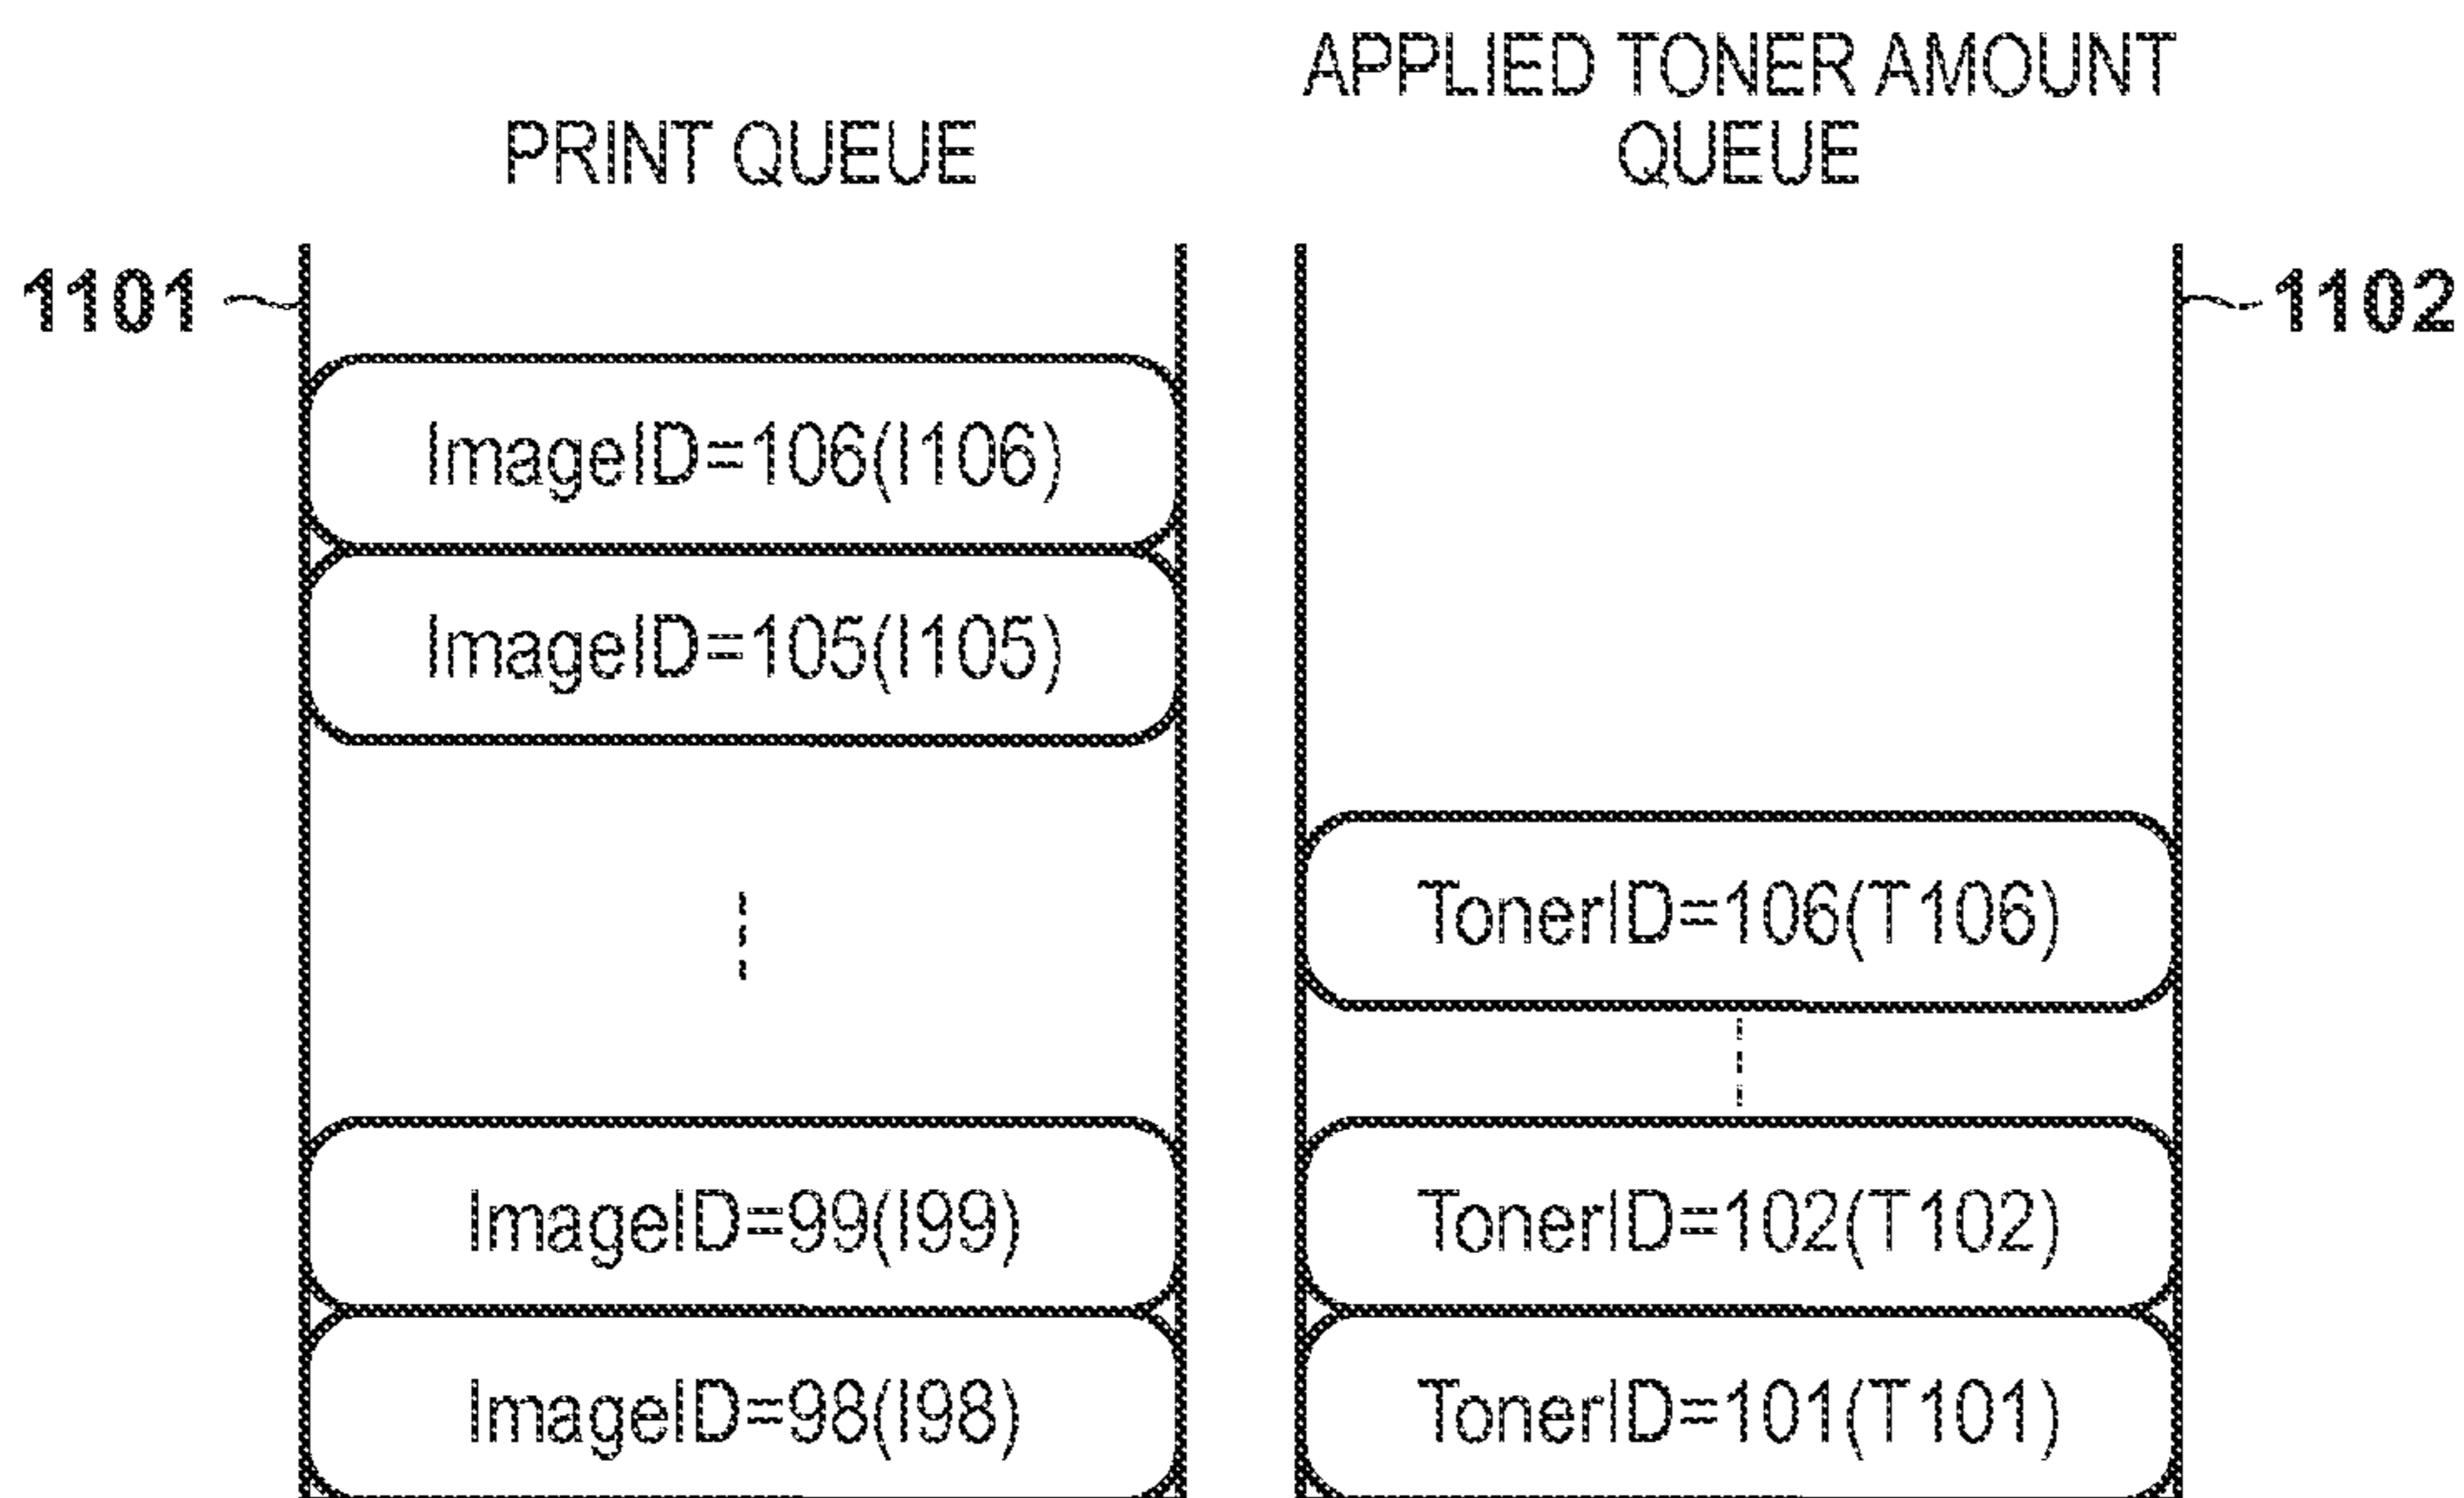 PRINT QUEUE
APPLIED TONER AMOUNT
QUEUE
1101
1102
ImageID=106(I106)
ImageID=105(I105)
ImageID=99(I99)
ImageID=98(I98)
TonerID=106(T106)
TonerID=102(T102)
TonerID=101(T101)